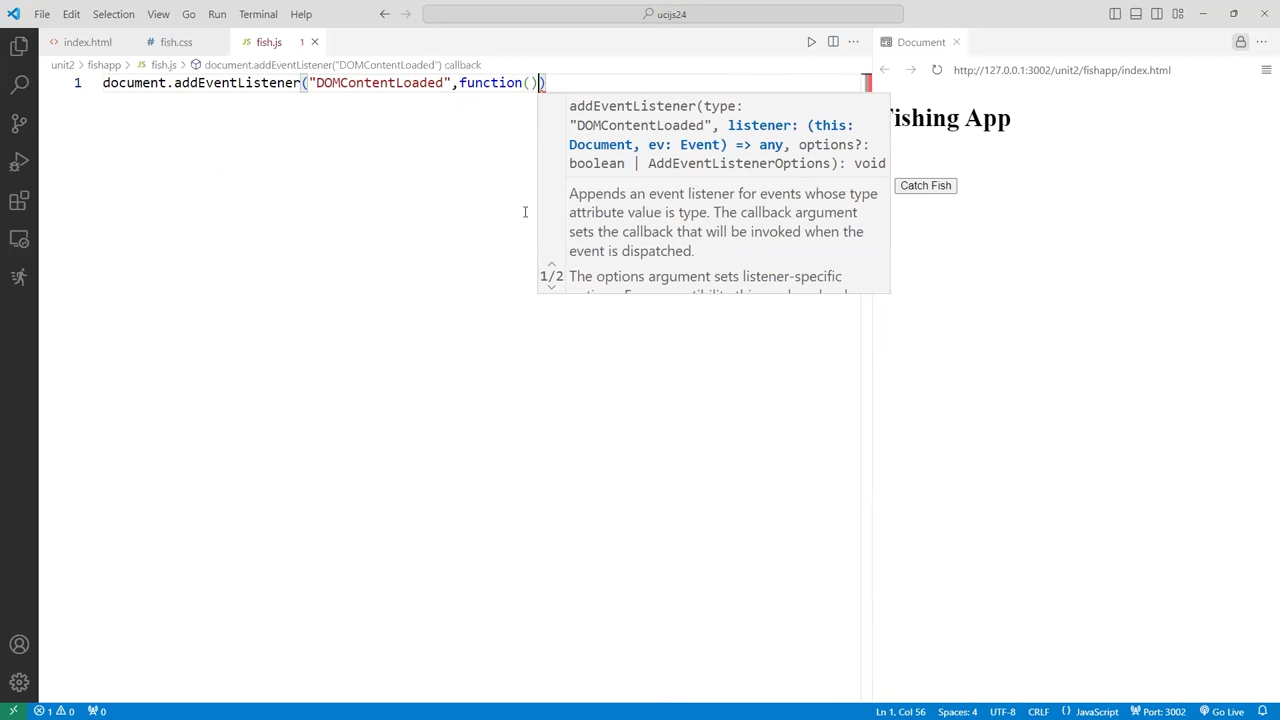 File Edit Selection View Go Run Terminal Help
ucijs24
index.html
fish.css
fish.js 1
Document
unit2 > fishapp > fish.js > document.addEventListener("DOMContentLoaded") callback
http://127.0.0.1:3002/unit2/fishapp/index.html
1 document.addEventListener("DOMContentLoaded",function())
addEventListener(type:
"DOMContentLoaded", listener: (this:
Document, ev: Event) => any, options?:
boolean | AddEventListenerOptions): void
Appends an event listener for events whose type
attribute value is type. The callback argument
sets the callback that will be invoked when the
event is dispatched.
1/2 The options argument sets listener-specific
ishing App
Catch Fish
1 0 0
Ln 1, Col 56 Spaces: 4 UTF-8 CRLF {} JavaScript Port: 3002 Go Live